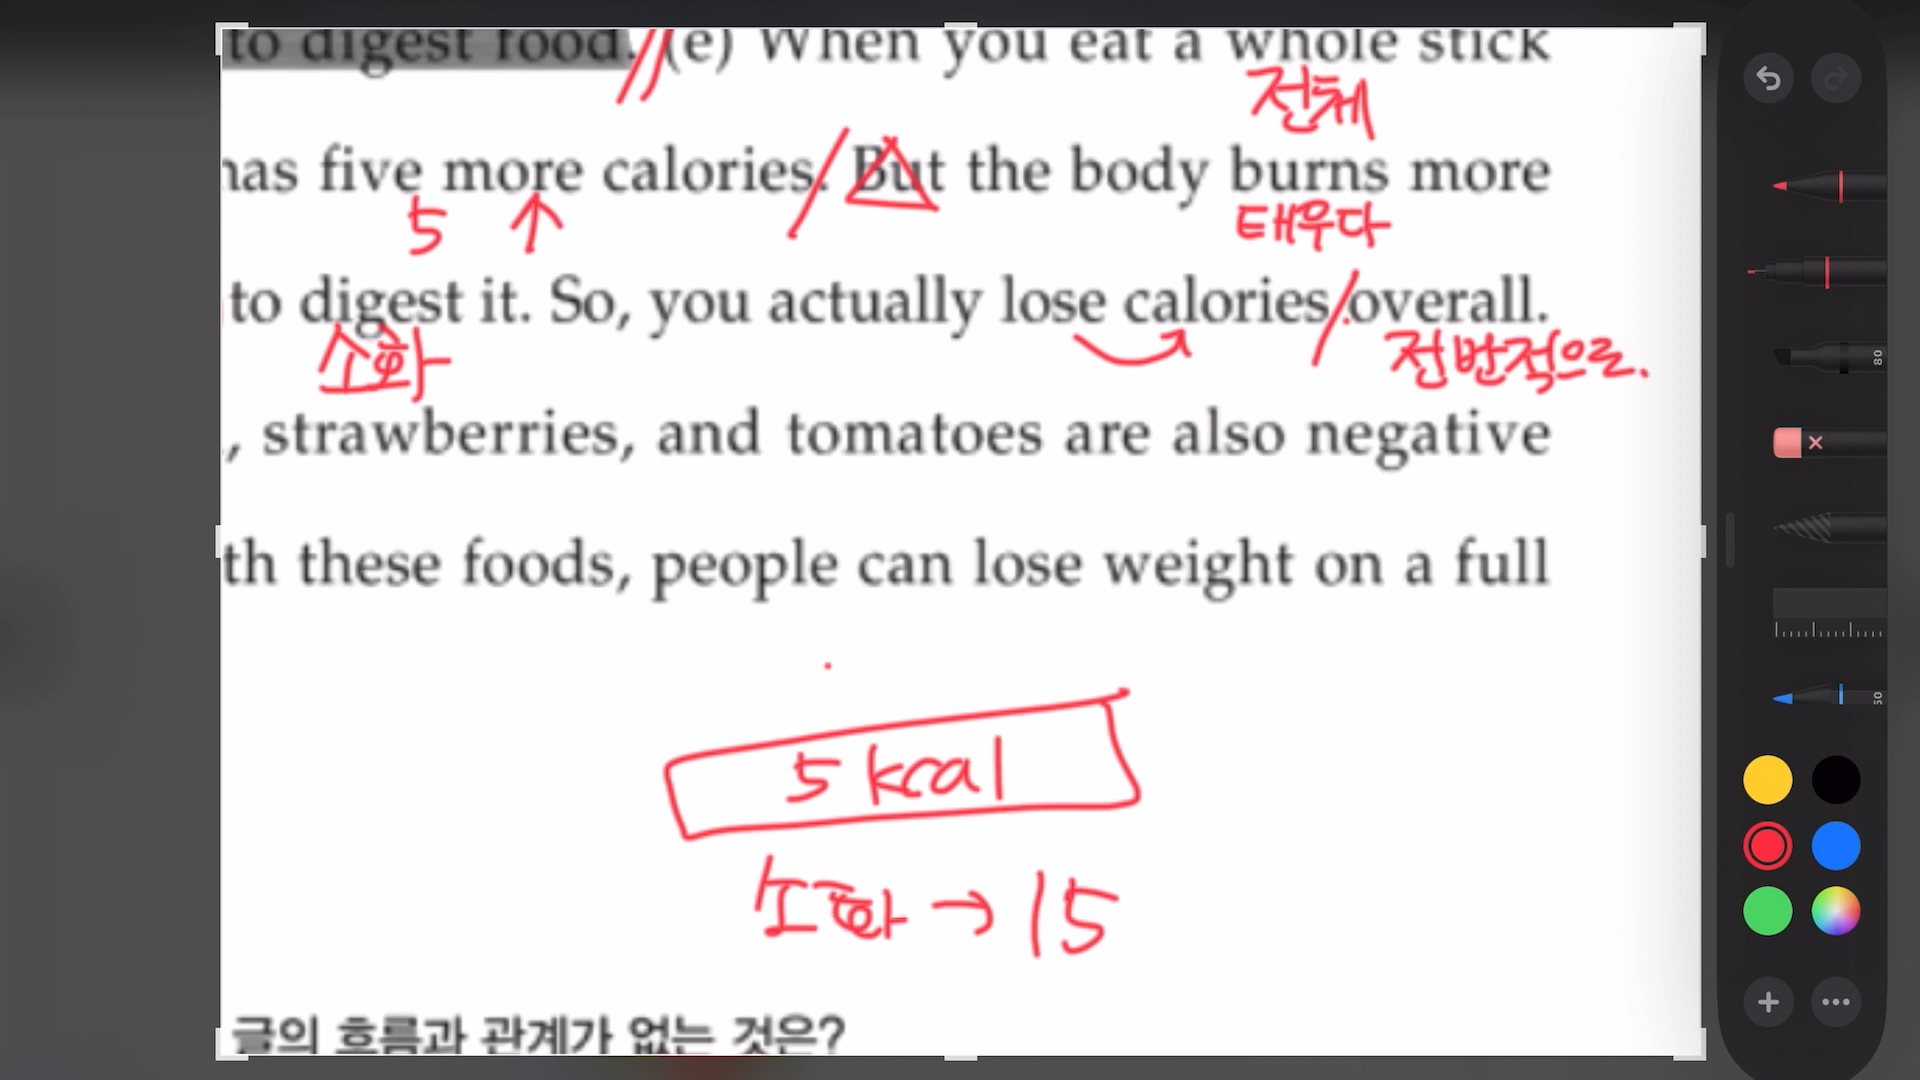 to digest food. (e) When you eat a whole stick
전체
has five more calories. But the body burns more
5 ↑ 태우다
to digest it. So, you actually lose calories overall.
소화 전반적으로.
, strawberries, and tomatoes are also negative
th these foods, people can lose weight on a full
5 kcal
소화 → 15
글의 흐름과 관계가 없는 것은?
80
50